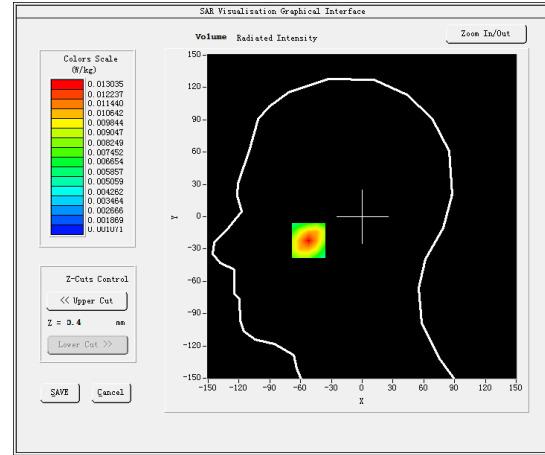 SAR Visualisation Graphical Interface
Volume Radiated Intensity
Zoom In/Out
Colors Scale
(W/kg)
0.013035
0.012237
0.011440
0.010642
0.009844
0.009047
0.008249
0.007452
0.006654
0.005857
0.005059
0.004262
0.003464
0.002666
0.001869
0.001071
Z-Cuts Control
<< Upper Cut
Z = 0.4 mm
Lower Cut >>
SAVE Cancel
150
120
90
60
30
0
-30
-60
-90
-120
-150
Y
-150 -120 -90 -60 -30 0 30 60 90 120 150
X